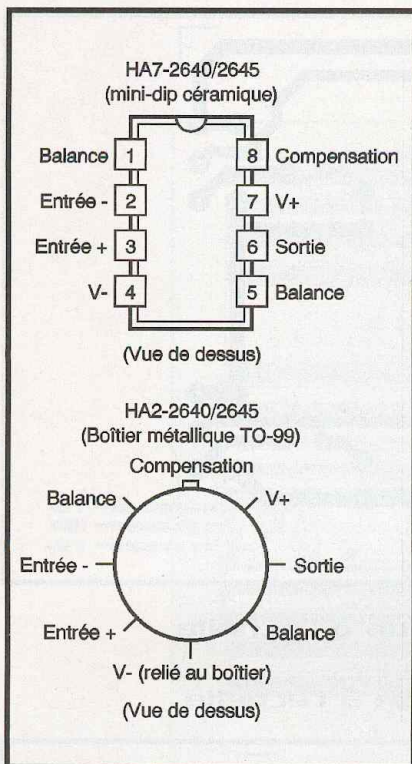 HA7-2640/2645
(mini-dip céramique)
Balance 1 8 Compensation
Entrée - 2 7 V+
Entrée + 3 6 Sortie
V- 4 5 Balance
(Vue de dessus)
HA2-2640/2645
(Boîtier métallique TO-99)
Compensation
Balance V+
Entrée - Sortie
Entrée + Balance
V- (relié au boîtier)
(Vue de dessus)